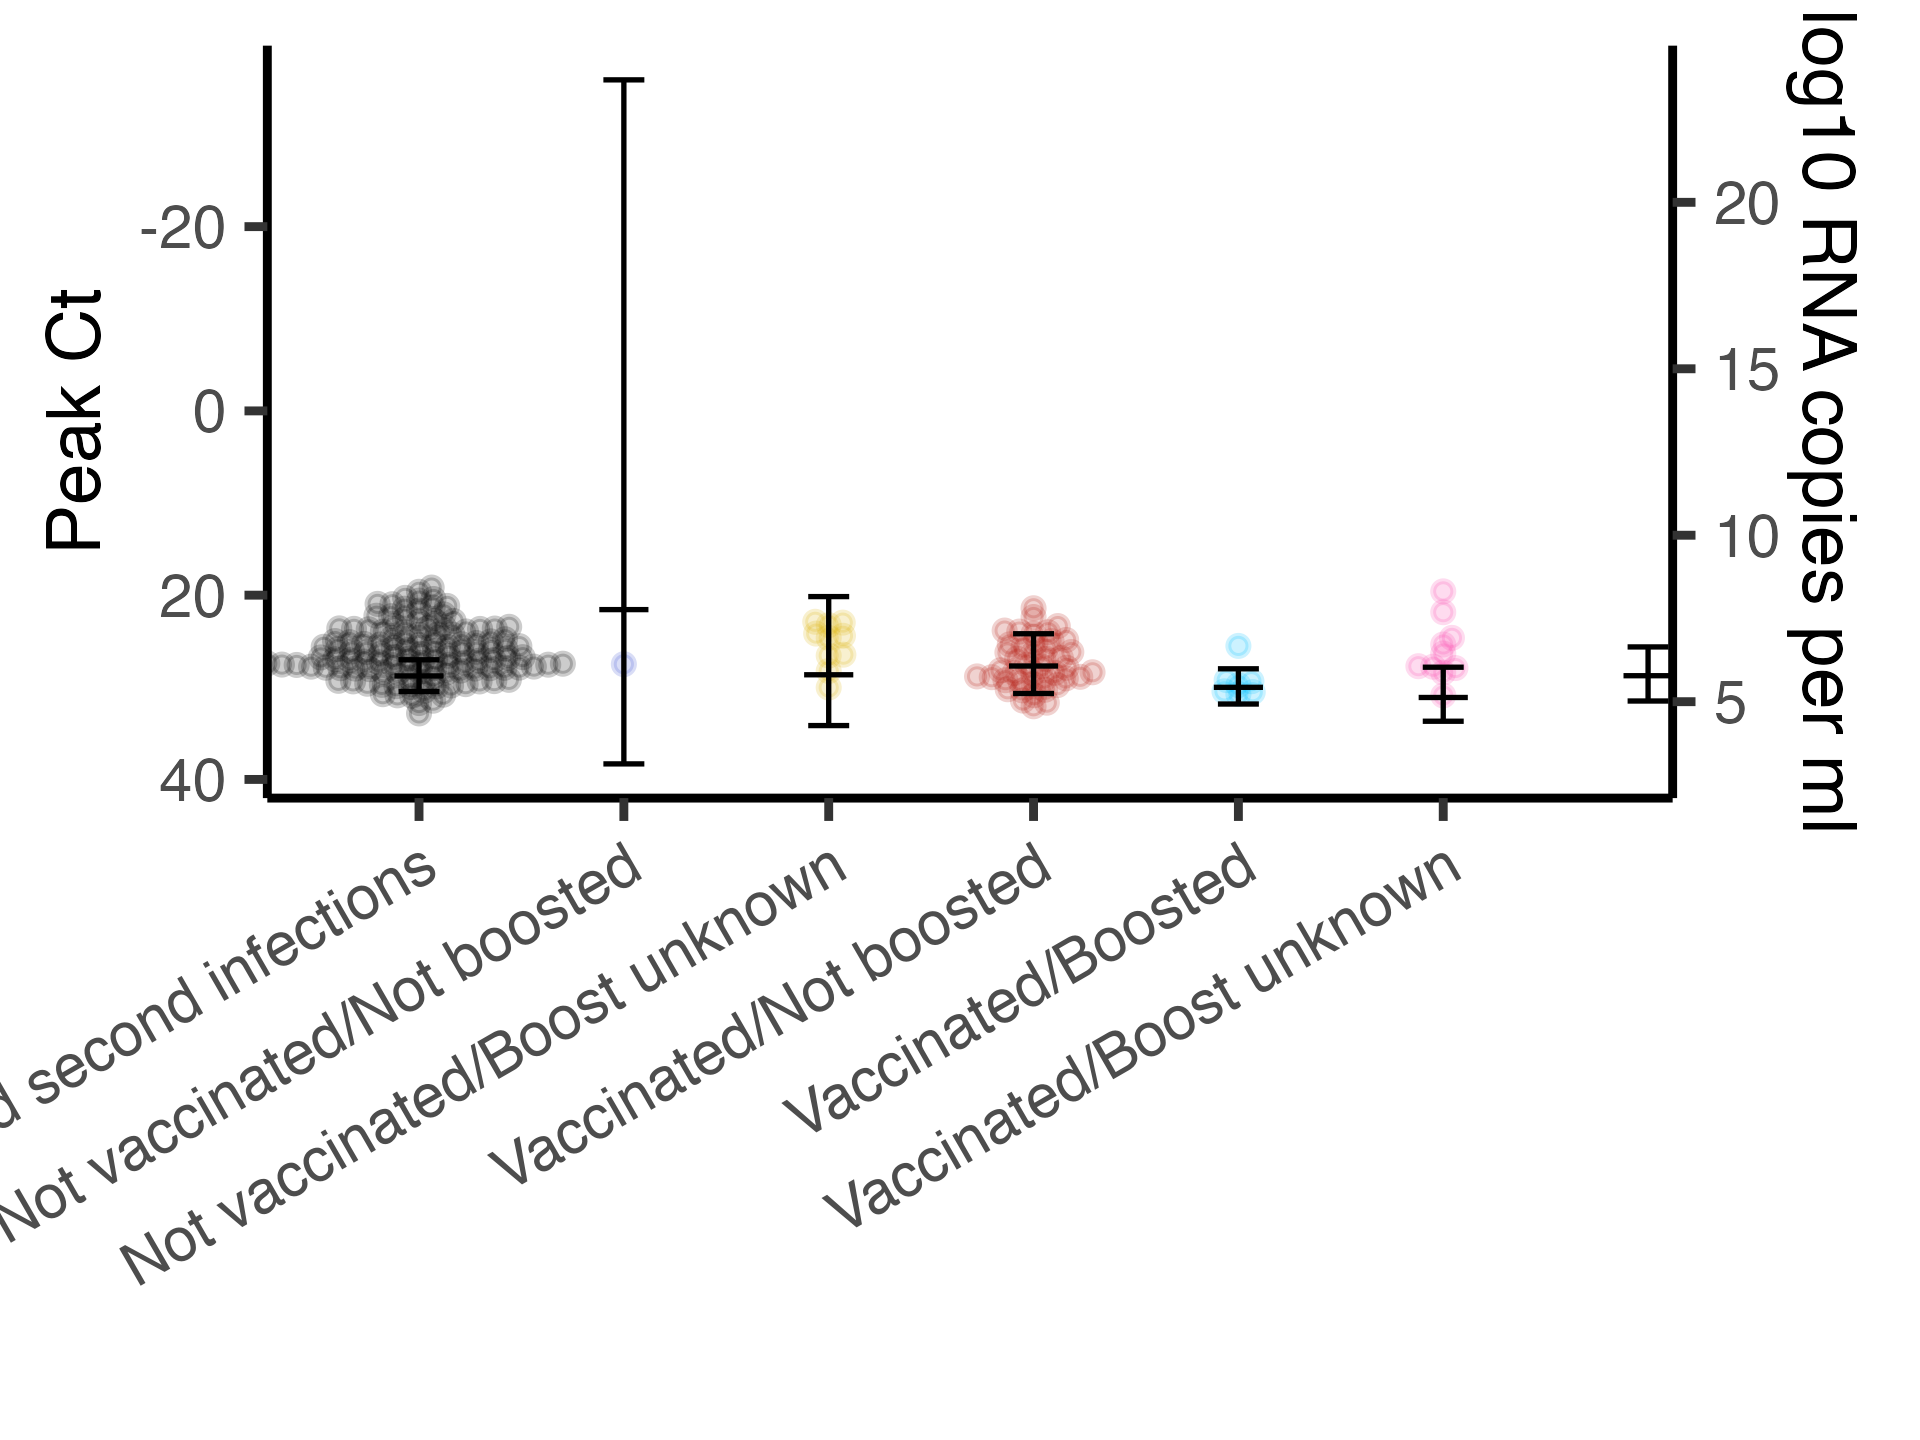 Peak Ct
-20
0
20
40
log10 RNA copies per ml
20
15
10
5
second infections
Not vaccinated/Not boosted
Not vaccinated/Boost unknown
Vaccinated/Not boosted
Vaccinated/Boosted
Vaccinated/Boost unknown